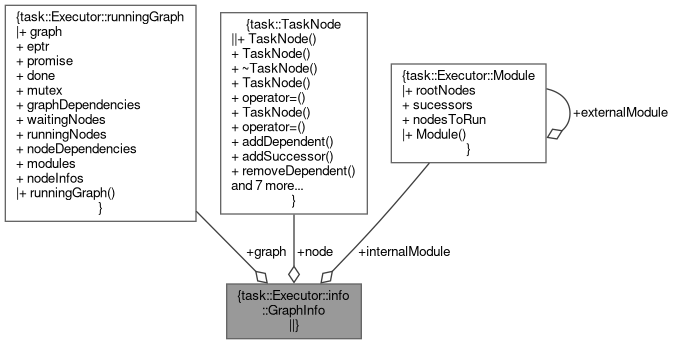 {task::Executor::runningGraph
|+ graph
+ eptr
+ promise
+ done
+ mutex
+ graphDependencies
+ waitingNodes
+ runningNodes
+ nodeDependencies
+ modules
+ nodeInfos
|+ runningGraph()
}
{task::TaskNode
||+ TaskNode()
+ TaskNode()
+ ~TaskNode()
+ TaskNode()
+ operator=()
+ TaskNode()
+ operator=()
+ addDependent()
+ addSuccessor()
+ removeDependent()
and 7 more...
}
{task::Executor::Module
|+ rootNodes
+ sucessors
+ nodesToRun
|+ Module()
}
+externalModule
+graph
+node
+internalModule
{task::Executor::info
::GraphInfo
||}